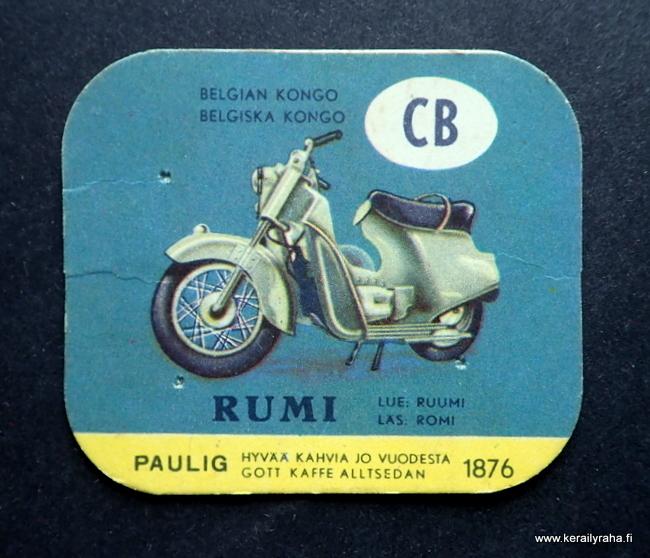 BELGIAN KONGO
BELGISKA KONGO
CB
RUMI
LUE: RUUMI
LÄS: ROMI
PAULIG
HYVÄÄ KAHVIA JO VUODESTA
GOTT KAFFE ALLTSEDAN
1876
www.kerailyraha.fi